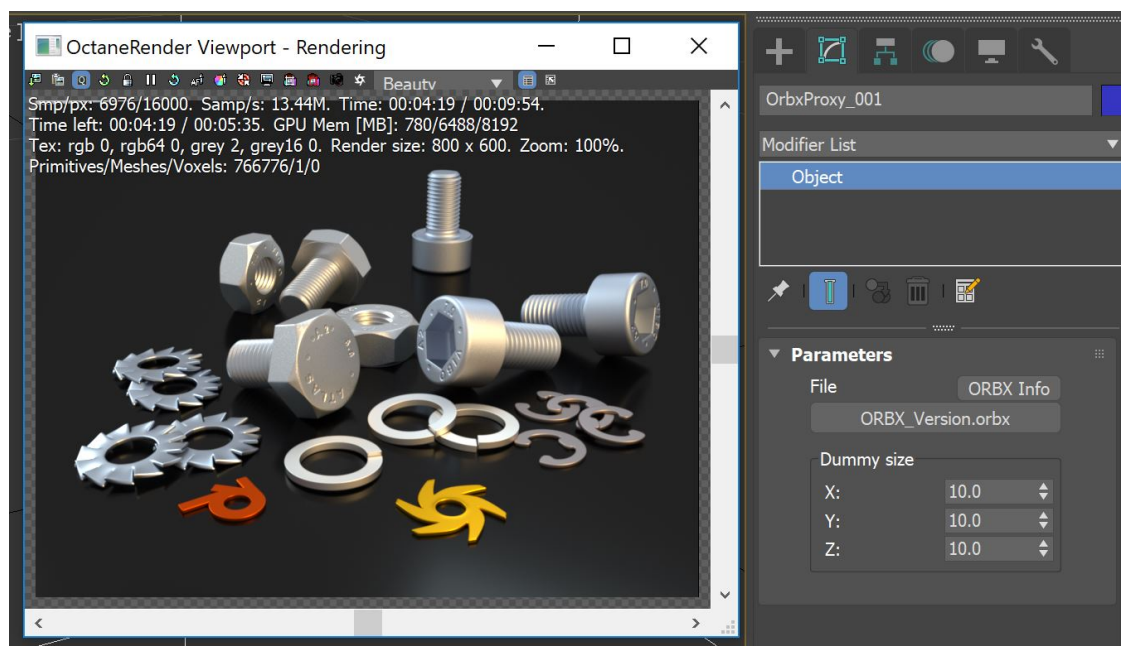 OctaneRender Viewport - Rendering
Beauty
Smp/px: 6976/16000. Samp/s: 13.44M. Time: 00:04:19 / 00:09:54.
Time left: 00:04:19 / 00:05:35. GPU Mem [MB]: 780/6488/8192
Tex: rgb 0, rgb64 0, grey 2, grey16 0. Render size: 800 x 600. Zoom: 100%.
Primitives/Meshes/Voxels: 766776/1/0
ATLAS
OrbxProxy_001
Modifier List
Object
Parameters
File
ORBX Info
ORBX_Version.orbx
Dummy size
X: 10.0
Y: 10.0
Z: 10.0